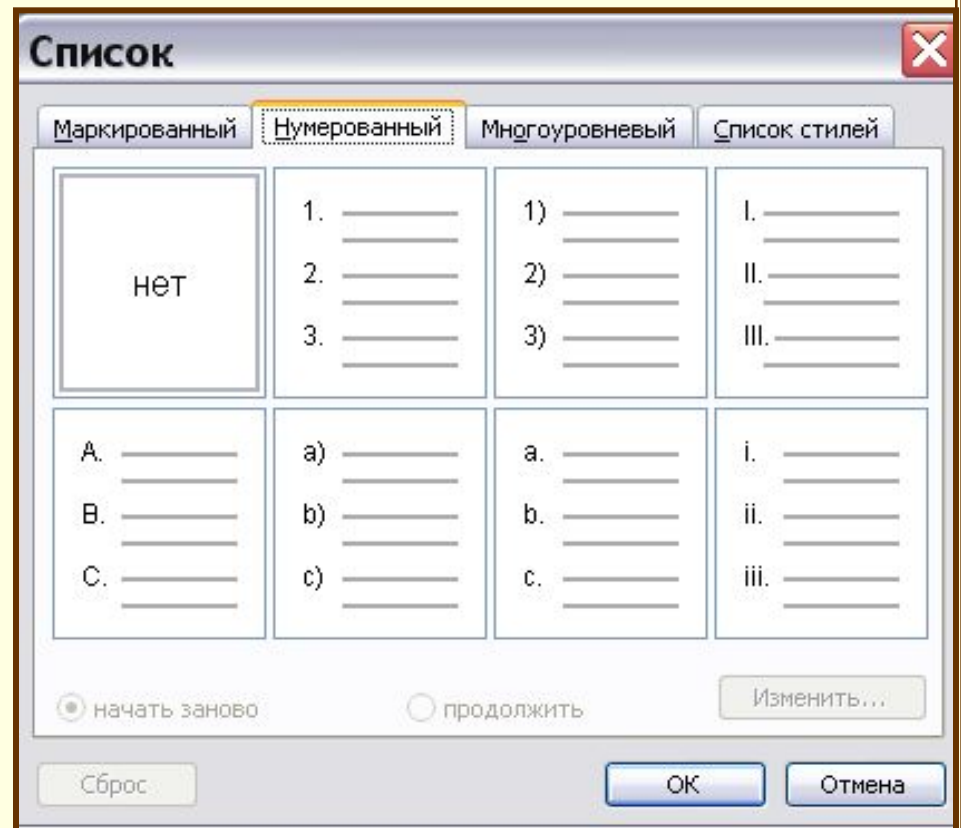 Список
Маркированный Нумерованный Многоуровневый Список стилей
нет
1.
2.
3.
1)
2)
3)
I.
II.
III.
A.
B.
C.
a)
b)
c)
a.
b.
c.
i.
ii.
iii.
начать заново продолжить Изменить...
Сброс ОК Отмена